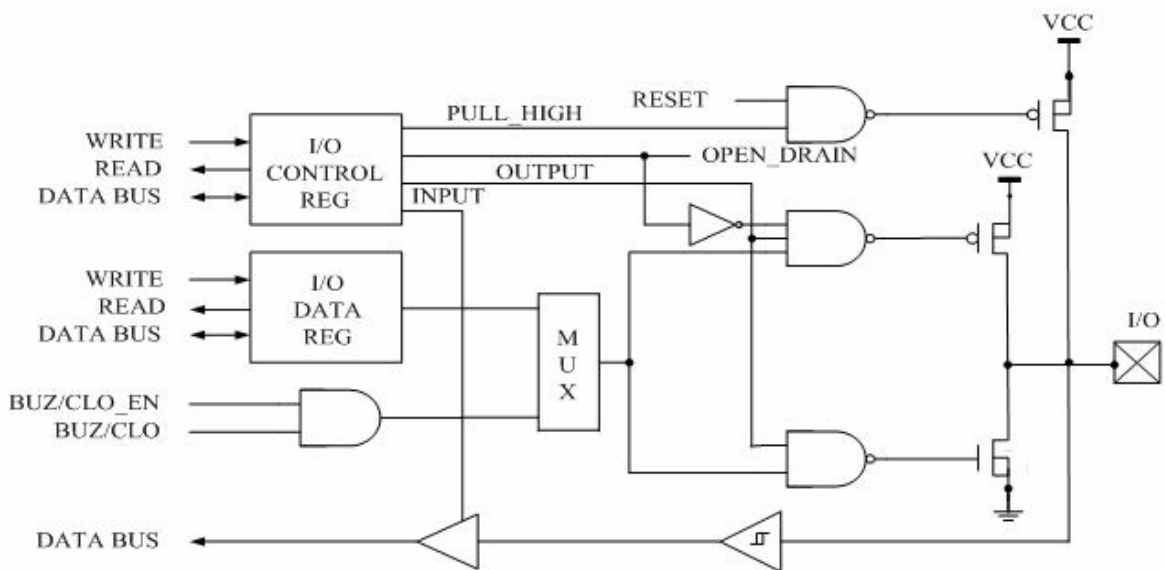 VCC
RESET
PULL_HIGH
WRITE
I/O
READ
CONTROL
OPEN_DRAIN
VCC
OUTPUT
DATA BUS
REG
INPUT
WRITE
I/O
READ
DATA
DATA BUS
REG
MUX
I/O
BUZ/CLO_EN
BUZ/CLO
DATA BUS